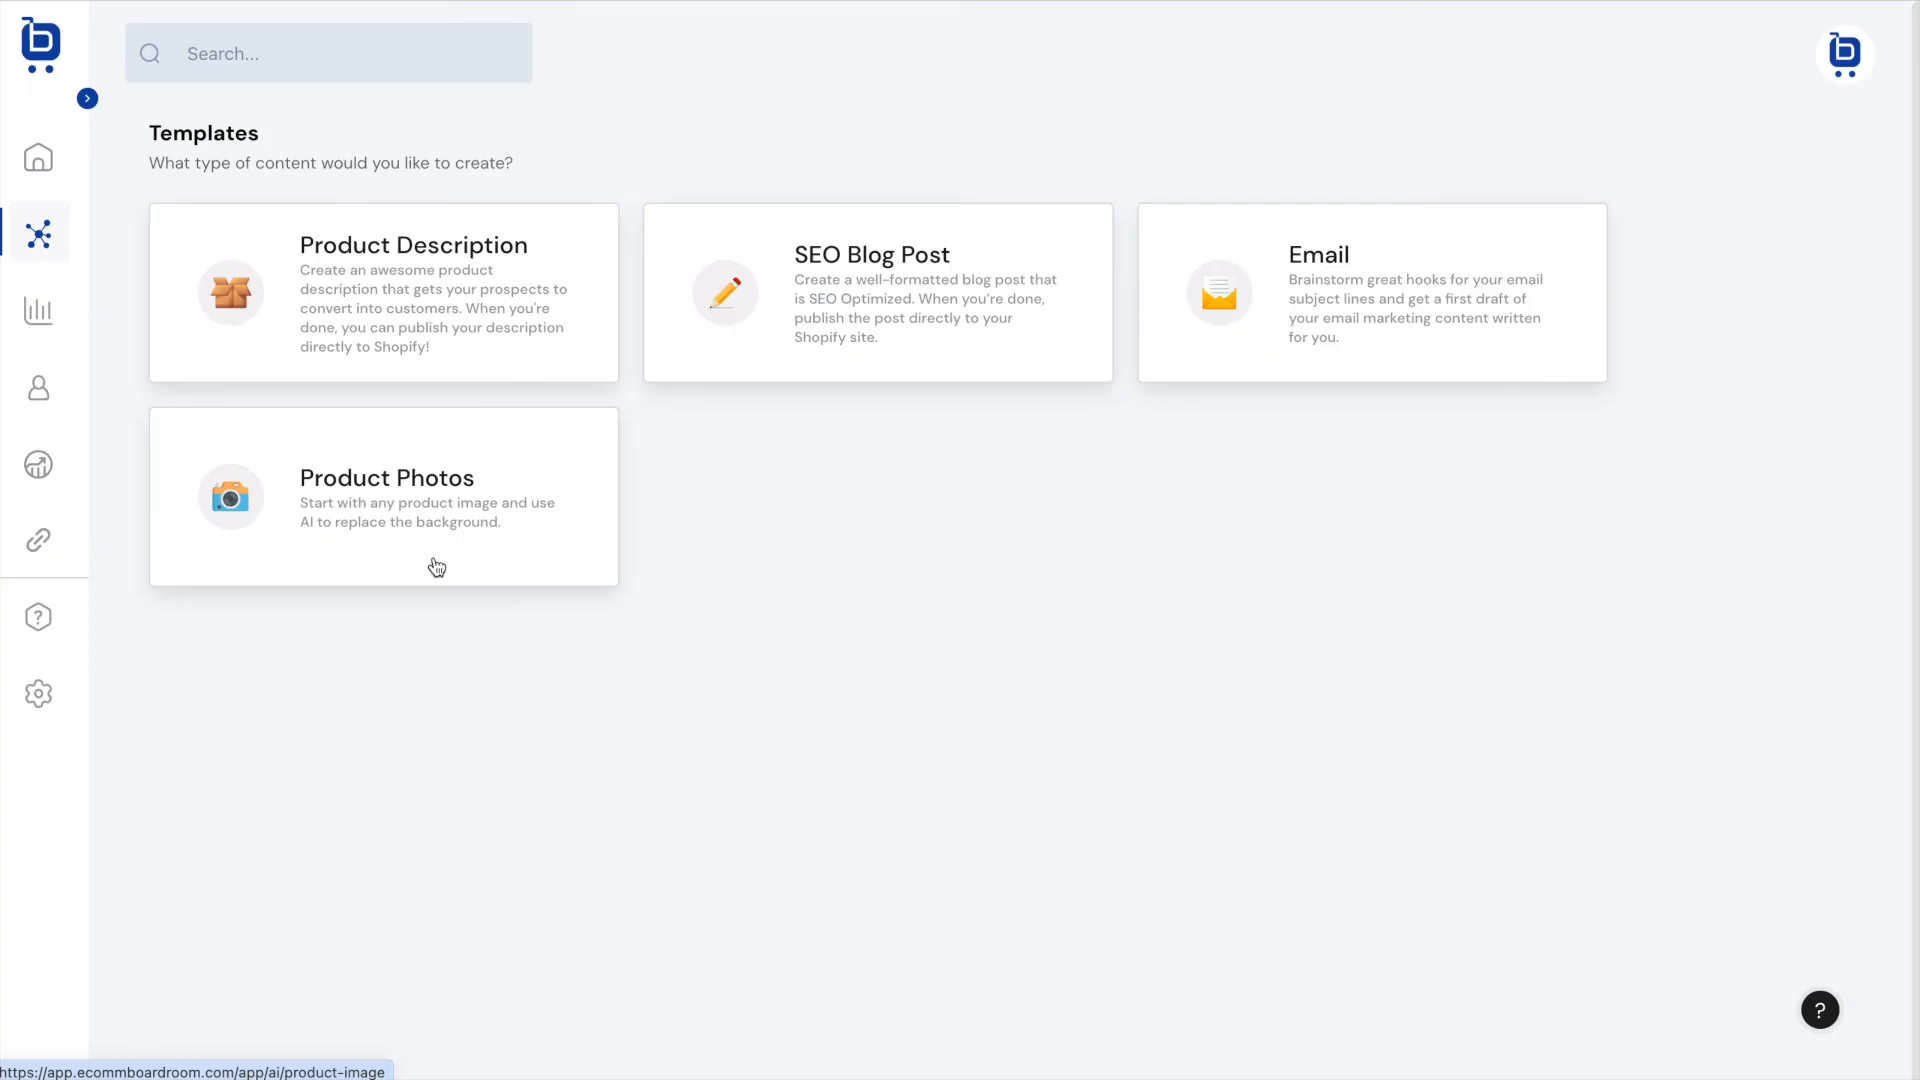 b
b
Search...
Templates
What type of content would you like to create?
Product Description
Create an awesome product
description that gets your prospects to
convert into customers. When you're
done, you can publish your description
directly to Shopify!
SEO Blog Post
Create a well-formatted blog post that
is SEO Optimized. When you're done,
publish the post directly to your
Shopify site.
Email
Brainstorm great hooks for your email
subject lines and get a first draft of
your email marketing content written
for you.
Product Photos
Start with any product image and use
AI to replace the background.
?
?
https://app.ecommboardroom.com/app/ai/product-image